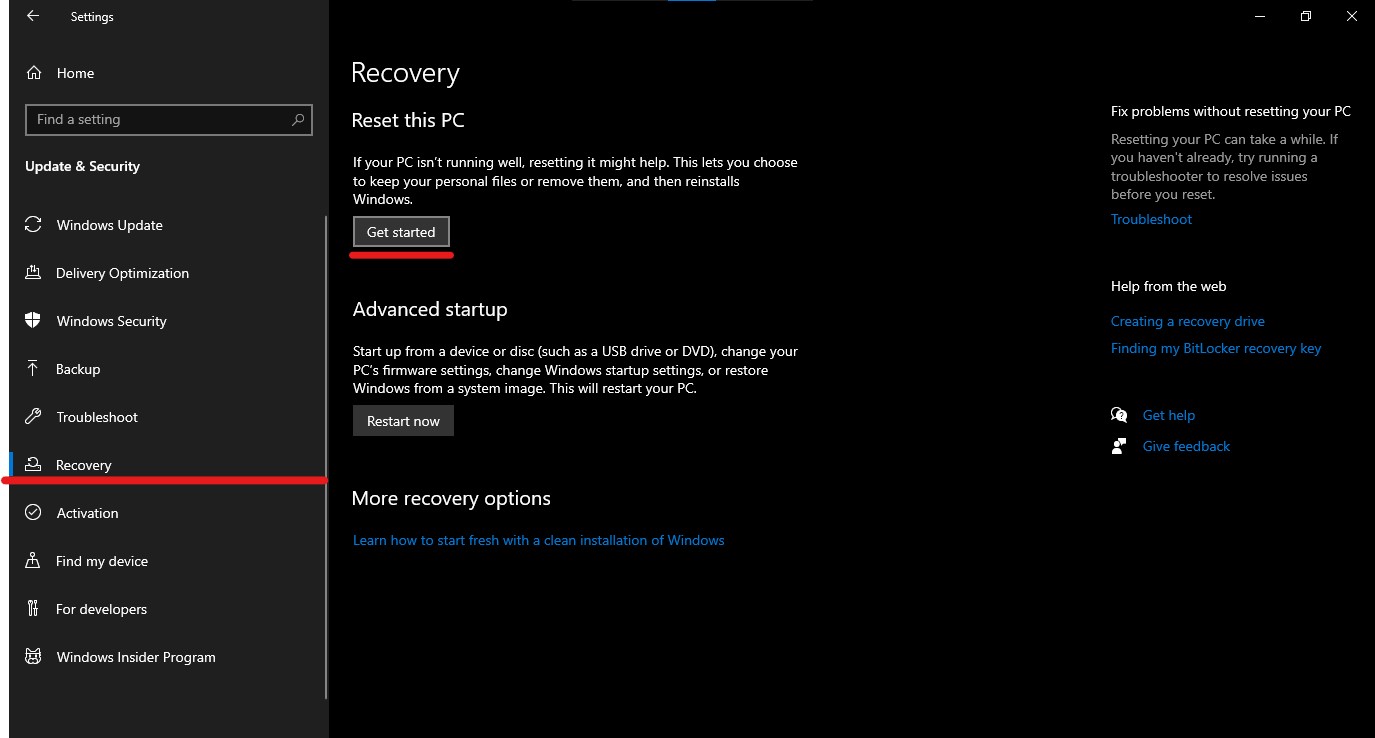 Settings
Home
Find a setting
Update & Security
Windows Update
Delivery Optimization
Windows Security
Backup
Troubleshoot
Recovery
Activation
Find my device
For developers
Windows Insider Program
Recovery
Reset this PC
If your PC isn't running well, resetting it might help. This lets you choose
to keep your personal files or remove them, and then reinstalls
Windows.
Get started
Advanced startup
Start up from a device or disc (such as a USB drive or DVD), change your
PC's firmware settings, change Windows startup settings, or restore
Windows from a system image. This will restart your PC.
Restart now
More recovery options
Learn how to start fresh with a clean installation of Windows
Fix problems without resetting your PC
Resetting your PC can take a while. If
you haven't already, try running a
troubleshooter to resolve issues
before you reset.
Troubleshoot
Help from the web
Creating a recovery drive
Finding my BitLocker recovery key
Get help
Give feedback